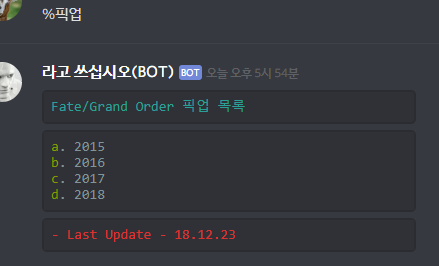 %픽업
라고 쓰십시오(BOT) BOT 오늘 오후 5시 54분
Fate/Grand Order 픽업 목록
a. 2015
b. 2016
c. 2017
d. 2018
- Last Update - 18.12.23